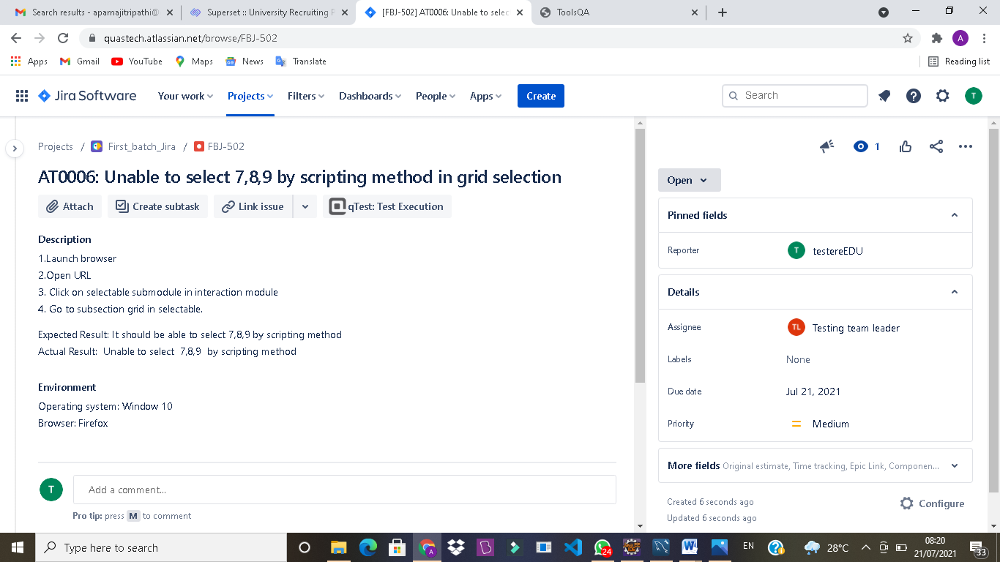 Search results - aparnajitripathi@
Superset :: University Recruiting P
[FBJ-502] AT0006: Unable to selec
ToolsQA
quastech.atlassian.net/browse/FBJ-502
A
Apps
Gmail
YouTube
Maps
News
Translate
Reading list
Jira Software
Your work
Projects
Filters
Dashboards
People
Apps
Create
Search
T
Projects / First_batch_Jira / FBJ-502
1
AT0006: Unable to select 7,8,9 by scripting method in grid selection
Attach
Create subtask
Link issue
qTest: Test Execution
Description
1.Launch browser
2.Open URL
3. Click on selectable submodule in interaction module
4. Go to subsection grid in selectable.
Expected Result: It should be able to select 7,8,9 by scripting method
Actual Result:  Unable to select  7,8,9  by scripting method
Environment
Operating system: Window 10
Browser: Firefox
T
Add a comment...
Pro tip: press M to comment
Open
Pinned fields
Reporter
T testereEDU
Details
Assignee
TL Testing team leader
Labels
None
Due date
Jul 21, 2021
Priority
Medium
More fields Original estimate, Time tracking, Epic Link, Componen...
Created 6 seconds ago
Configure
Updated 6 seconds ago
Type here to search
24
EN
28°C
08:20
21/07/2021
33